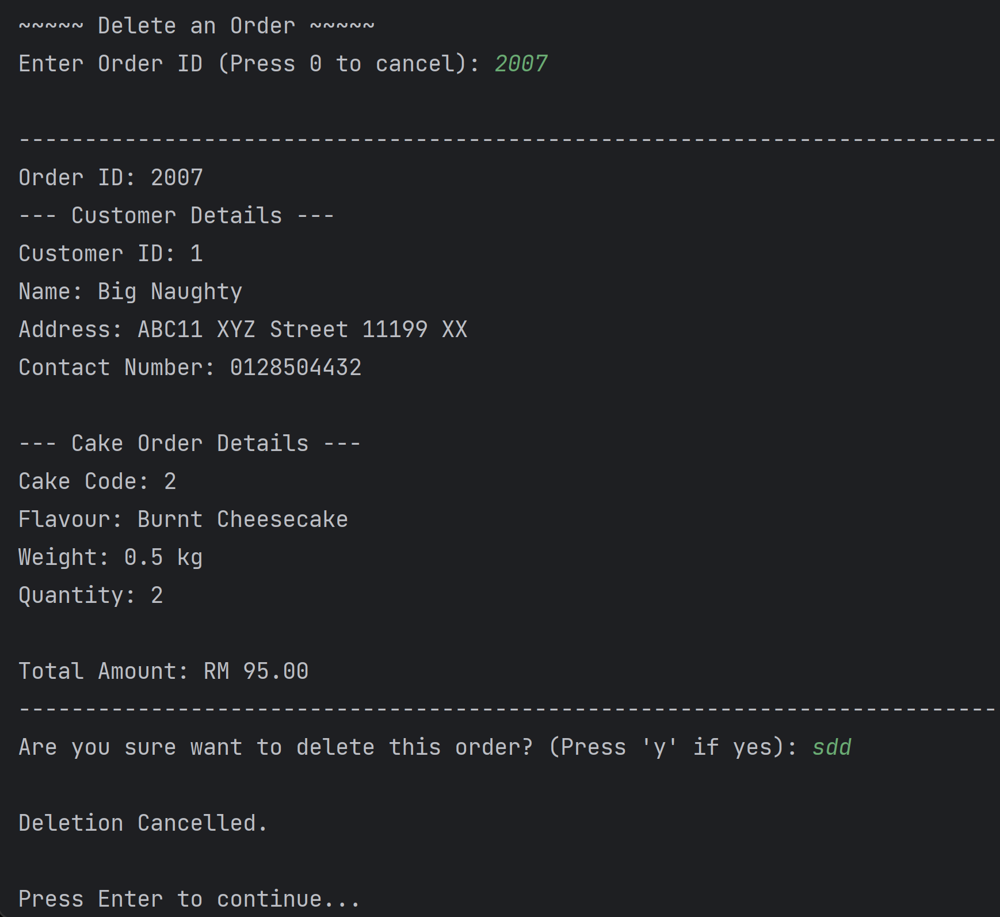 ~~~~~ Delete an Order ~~~~~
Enter Order ID (Press 0 to cancel): 2007
--------------------------------------------------------------------------
Order ID: 2007
--- Customer Details ---
Customer ID: 1
Name: Big Naughty
Address: ABC11 XYZ Street 11199 XX
Contact Number: 0128504432
--- Cake Order Details ---
Cake Code: 2
Flavour: Burnt Cheesecake
Weight: 0.5 kg
Quantity: 2
Total Amount: RM 95.00
--------------------------------------------------------------------------
Are you sure want to delete this order? (Press 'y' if yes): sdd
Deletion Cancelled.
Press Enter to continue...